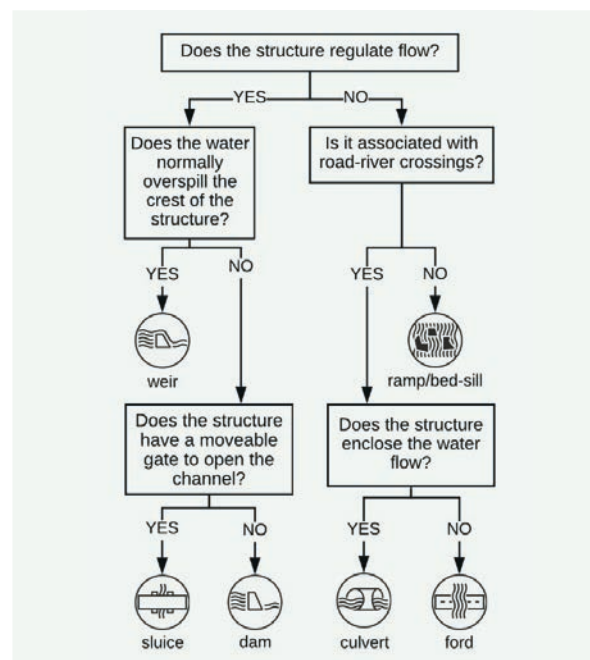 Does the structure regulate flow?
YES
NO
Does the water
normally
overspill the
crest of the
structure?
Is it associated with
road-river crossings?
YES
NO
YES
NO
weir
ramp/bed-sill
Does the structure
have a moveable
gate to open the
channel?
Does the structure
enclose the water
flow?
YES
NO
YES
NO
sluice
dam
culvert
ford